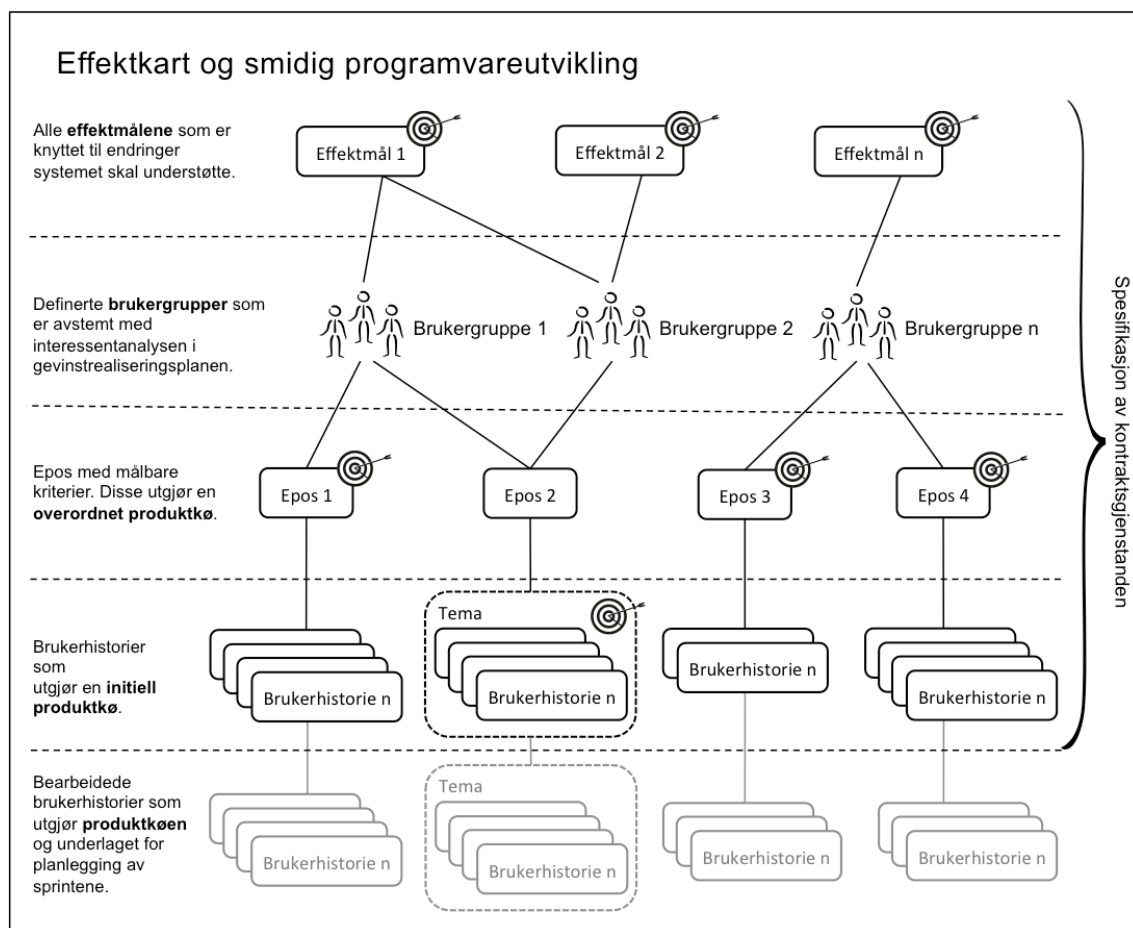 Effektkart og smidig programvareutvikling
Alle effektmålene som er
knyttet til endringer
systemet skal understøtte.
Effektmål 1
Effektmål 2
Effektmål n
Definerte brukergrupper som
er avstemt med
interessentanalysen i
gevinstrealiseringsplanen.
Brukergruppe 1
Brukergruppe 2
Brukergruppe n
Epos med målbare
kriterier. Disse utgjør en
overordnet produktkø.
Epos 1
Epos 2
Epos 3
Epos 4
Brukerhistorier
som
utgjør en initiell
produktkø.
Brukerhistorie n
Tema
Brukerhistorie n
Brukerhistorie n
Brukerhistorie n
Bearbeidede
brukerhistorier som
utgjør produktkøen
og underlaget for
planlegging av
sprintene.
Brukerhistorie n
Tema
Brukerhistorie n
Brukerhistorie n
Brukerhistorie n
Spesifikasjon av kontraktsgjenstanden